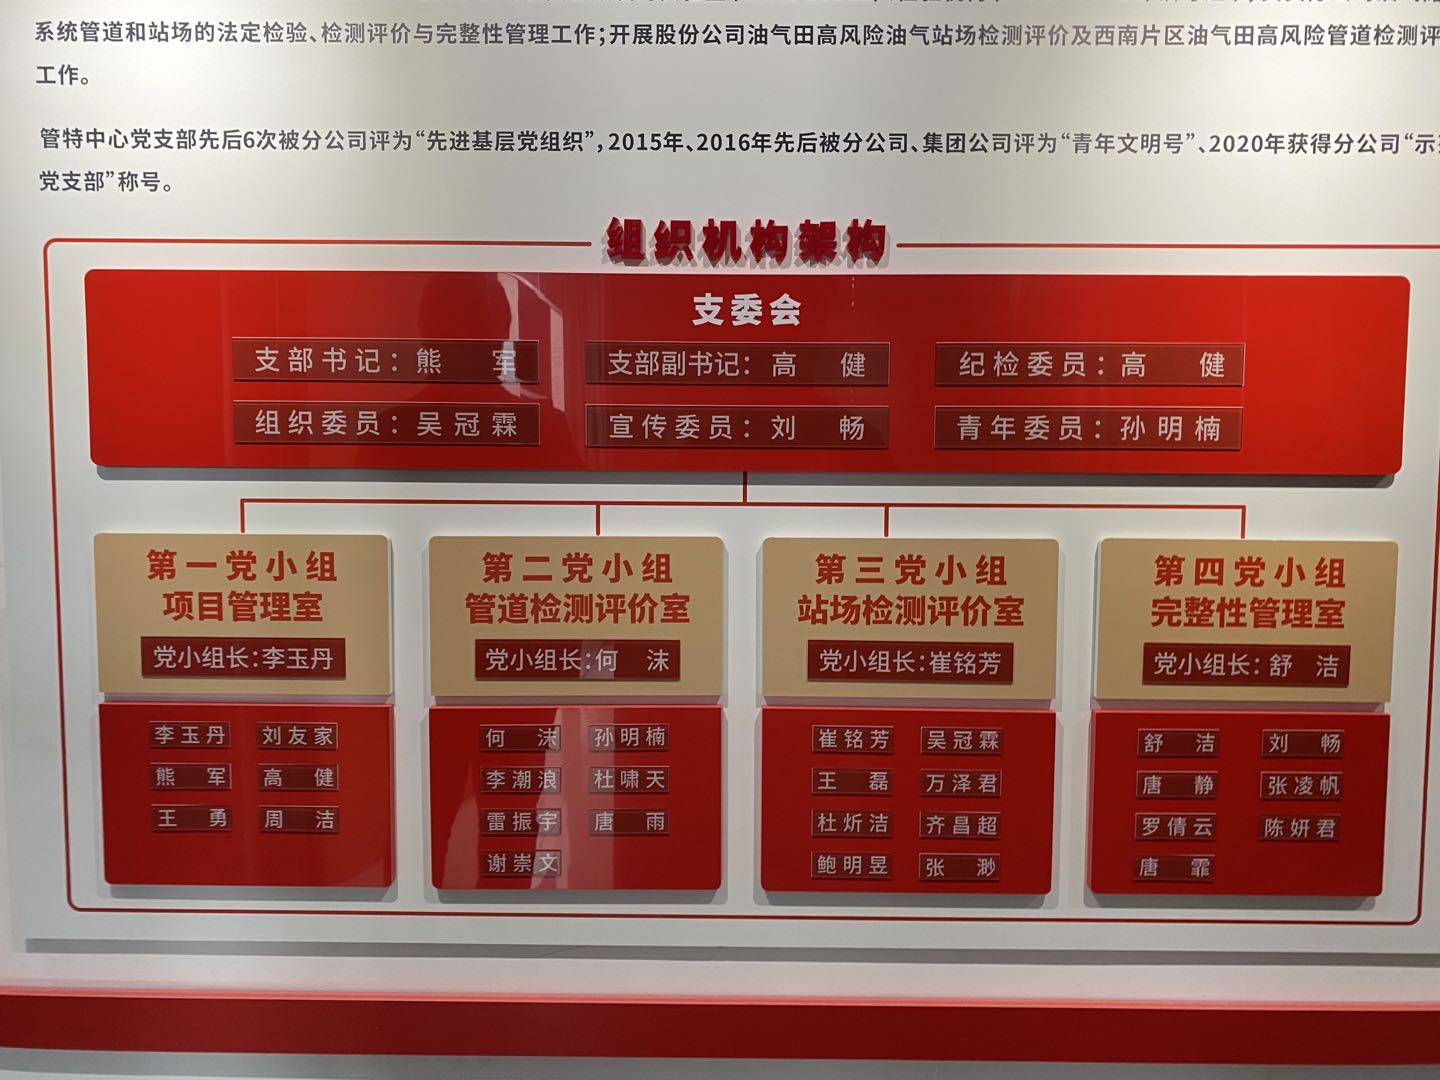 系统管道和站场的法定检验、检测评价与完整性管理工作；开展股份公司油气田高风险油气站场检测评价及西南片区油气田高风险管道检测评
工作。
管特中心党支部先后6次被分公司评为“先进基层党组织”，2015年、2016年先后被分公司、集团公司评为“青年文明号”、2020年获得分公司“示
党支部”称号。
组织机构架构
支委会
支部书记：熊 军 支部副书记：高 健 纪检委员：高 健
组织委员：吴冠霖 宣传委员：刘 畅 青年委员：孙明楠
第一党小组
项目管理室
党小组长：李玉丹
李玉丹 刘友家
熊 军 高 健
王 勇 周 洁
第二党小组
管道检测评价室
党小组长：何 沫
何 沫 孙明楠
李潮浪 杜啸天
雷振宇 唐 雨
谢崇文
第三党小组
站场检测评价室
党小组长：崔铭芳
崔铭芳 吴冠霖
王 磊 万泽君
杜炘洁 齐昌超
鲍明昱 张 渺
第四党小组
完整性管理室
党小组长：舒 洁
舒 洁 刘 畅
唐 静 张凌帆
罗倩云 陈妍君
唐 霏